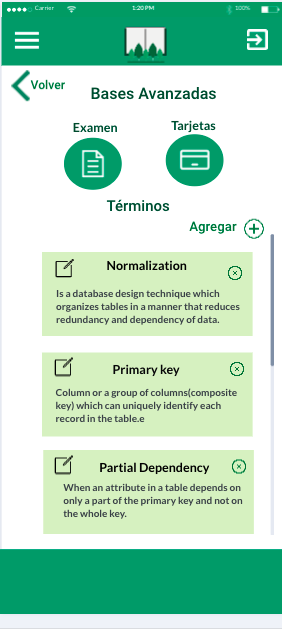 Carrier 1:20 PM 100%
Volver
Bases Avanzadas
Examen Tarjetas
Términos
Agregar
Normalization
Is a database design technique which
organizes tables in a manner that reduces
redundancy and dependency of data.
Primary key
Column or a group of columns(composite
key) which can uniquely identify each
record in the table.e
Partial Dependency
When an attribute in a table depends on
only a part of the primary key and not on
the whole key.